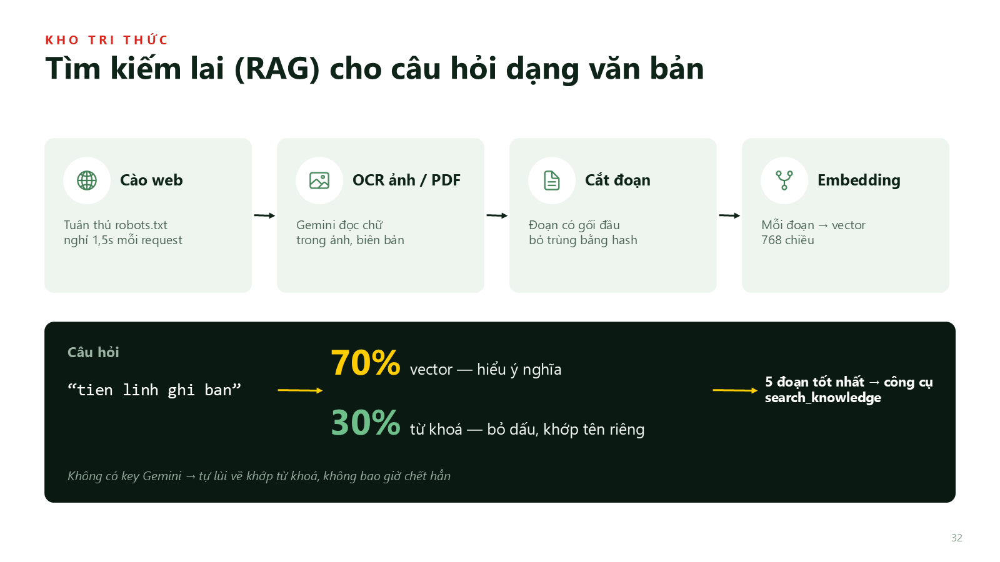 KHO TRI THỨC
Tìm kiếm lai (RAG) cho câu hỏi dạng văn bản
Cào web
Tuân thủ robots.txt
nghỉ 1,5s mỗi request
OCR ảnh / PDF
Gemini đọc chữ
trong ảnh, biên bản
Cắt đoạn
Đoạn có gối đầu
bỏ trùng bằng hash
Embedding
Mỗi đoạn → vector
768 chiều
Câu hỏi
“tien linh ghi ban”
70% vector — hiểu ý nghĩa
30% từ khoá — bỏ dấu, khớp tên riêng
5 đoạn tốt nhất → công cụ
search_knowledge
Không có key Gemini → tự lùi về khớp từ khoá, không bao giờ chết hẳn
32